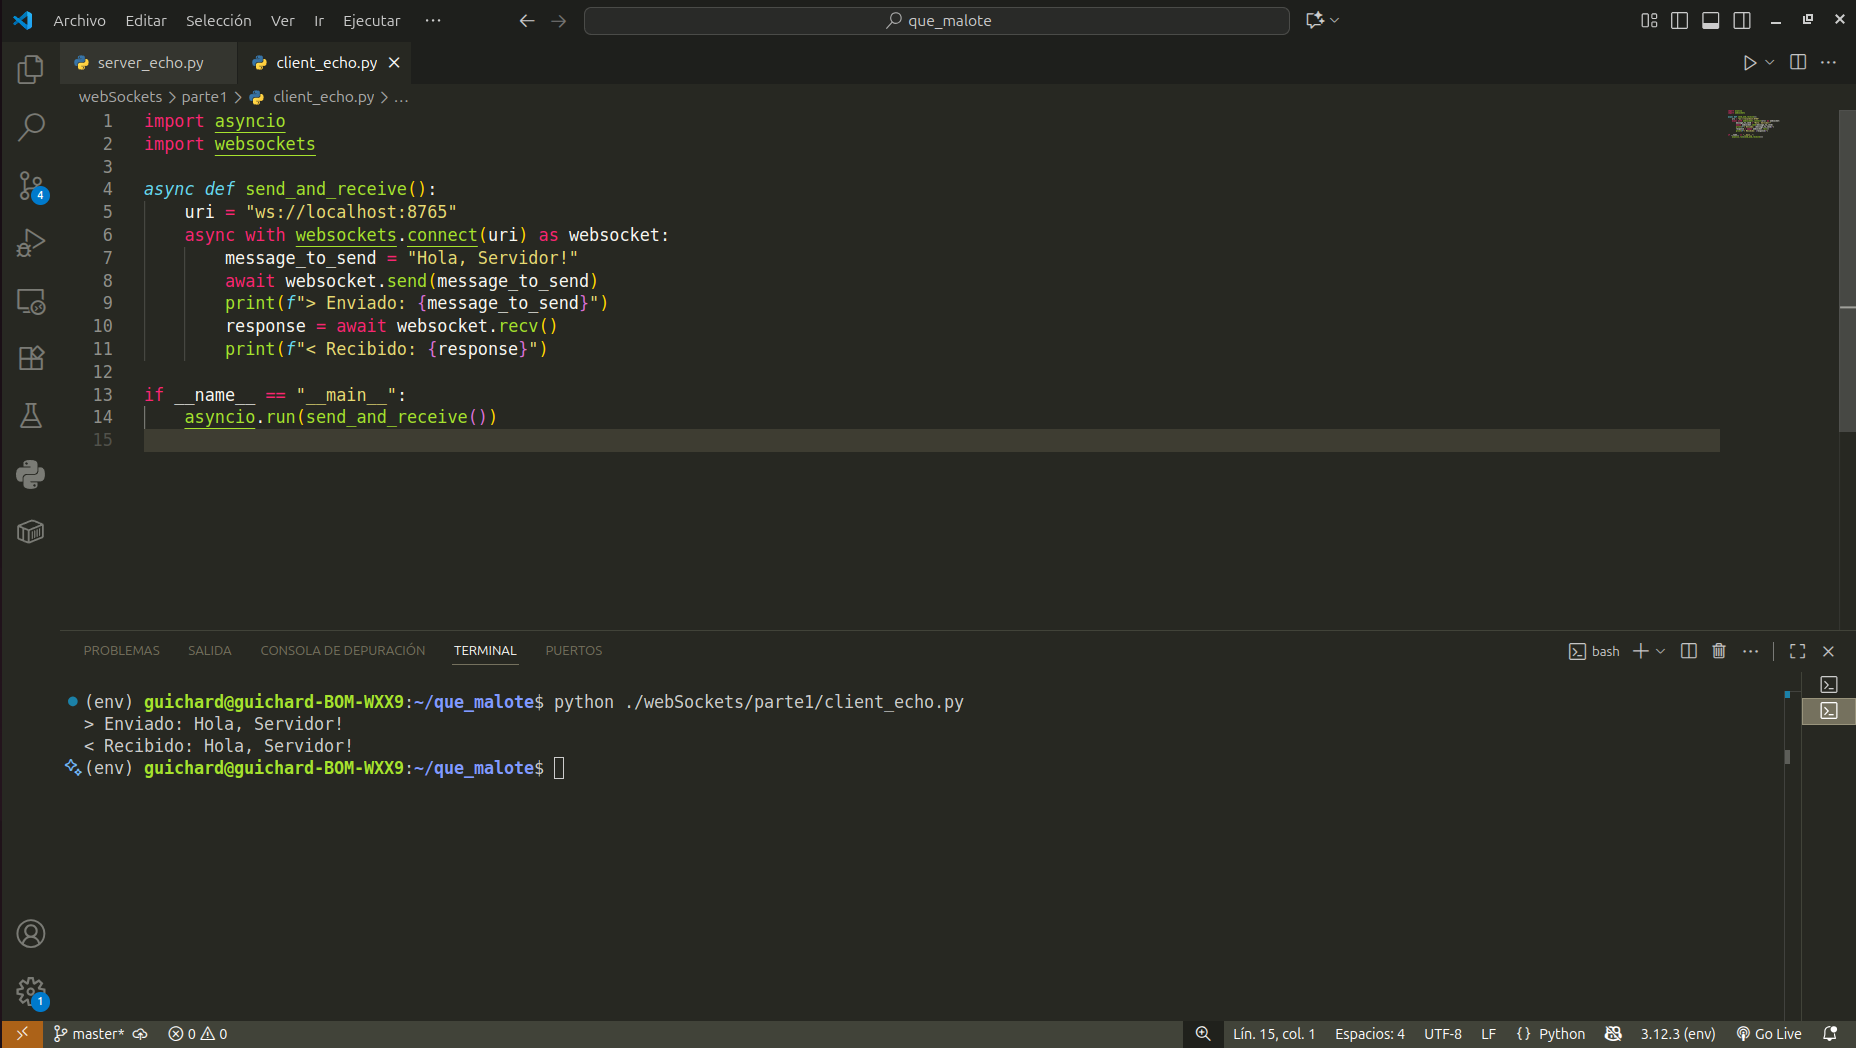 Archivo Editar Selección Ver Ir Ejecutar ··· que_malote
server_echo.py client_echo.py
webSockets > parte1 > client_echo.py > ...
1 import asyncio
2 import websockets
3
4 async def send_and_receive():
5 uri = "ws://localhost:8765"
6 async with websockets.connect(uri) as websocket:
7 message_to_send = "Hola, Servidor!"
8 await websocket.send(message_to_send)
9 print(f"> Enviado: {message_to_send}")
10 response = await websocket.recv()
11 print(f"< Recibido: {response}")
12
13 if __name__ == "__main__":
14 asyncio.run(send_and_receive())
15
4
PROBLEMAS SALIDA CONSOLA DE DEPURACIÓN TERMINAL PUERTOS bash
(env) guichard@guichard-BOM-WXX9:~/que_malote$ python ./webSockets/parte1/client_echo.py
> Enviado: Hola, Servidor!
< Recibido: Hola, Servidor!
(env) guichard@guichard-BOM-WXX9:~/que_malote$
1
master* 0 0 Lín. 15, col. 1 Espacios: 4 UTF-8 LF {} Python 3.12.3 (env) Go Live